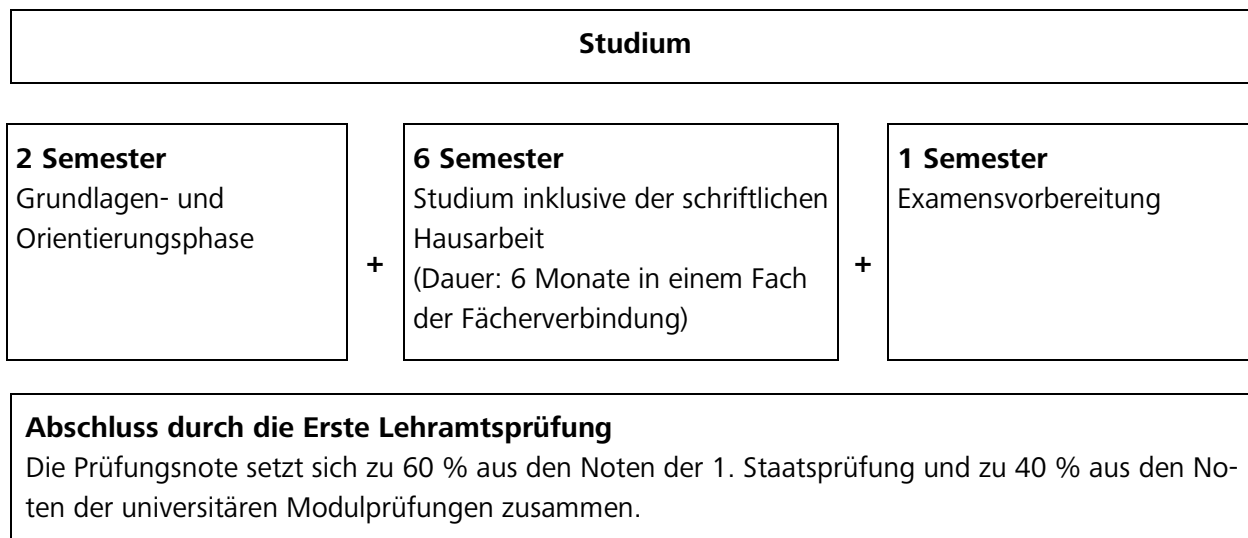 Studium
2 Semester
Grundlagen- und
Orientierungsphase
+
6 Semester
Studium inklusive der schriftlichen
Hausarbeit
(Dauer: 6 Monate in einem Fach
der Fächerverbindung)
+
1 Semester
Examensvorbereitung
Abschluss durch die Erste Lehramtsprüfung
Die Prüfungsnote setzt sich zu 60 % aus den Noten der 1. Staatsprüfung und zu 40 % aus den No-
ten der universitären Modulprüfungen zusammen.